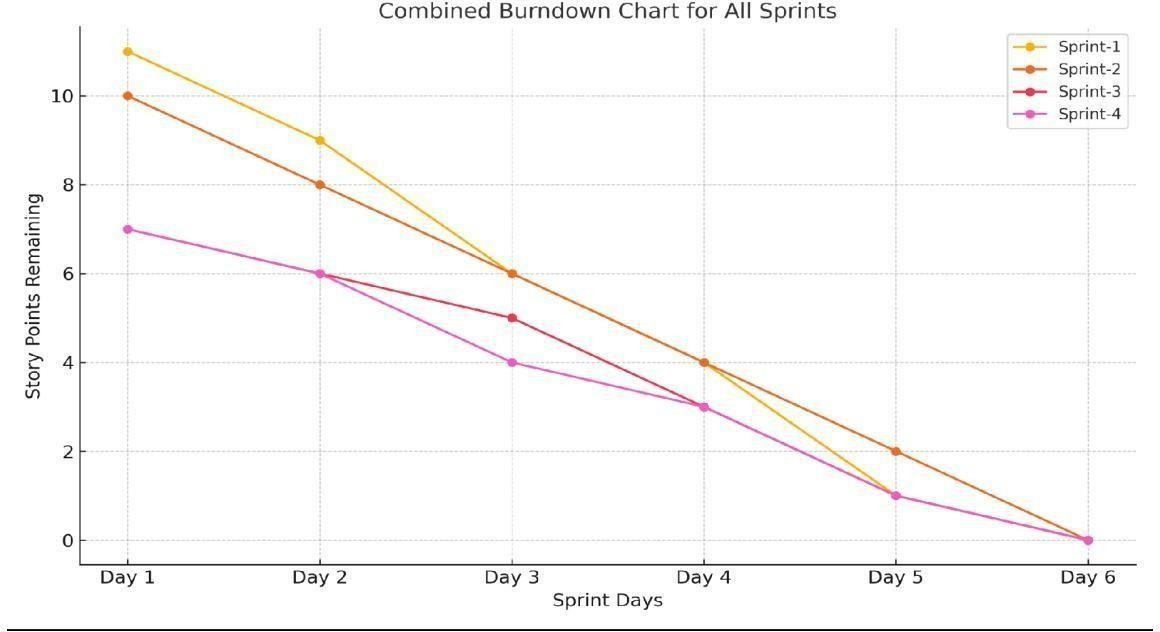 Combined Burndown Chart for All Sprints
Sprint-1
Sprint-2
Sprint-3
Sprint-4
Story Points Remaining
10
8
6
4
2
0
Day 1 Day 2 Day 3 Day 4 Day 5 Day 6
Sprint Days